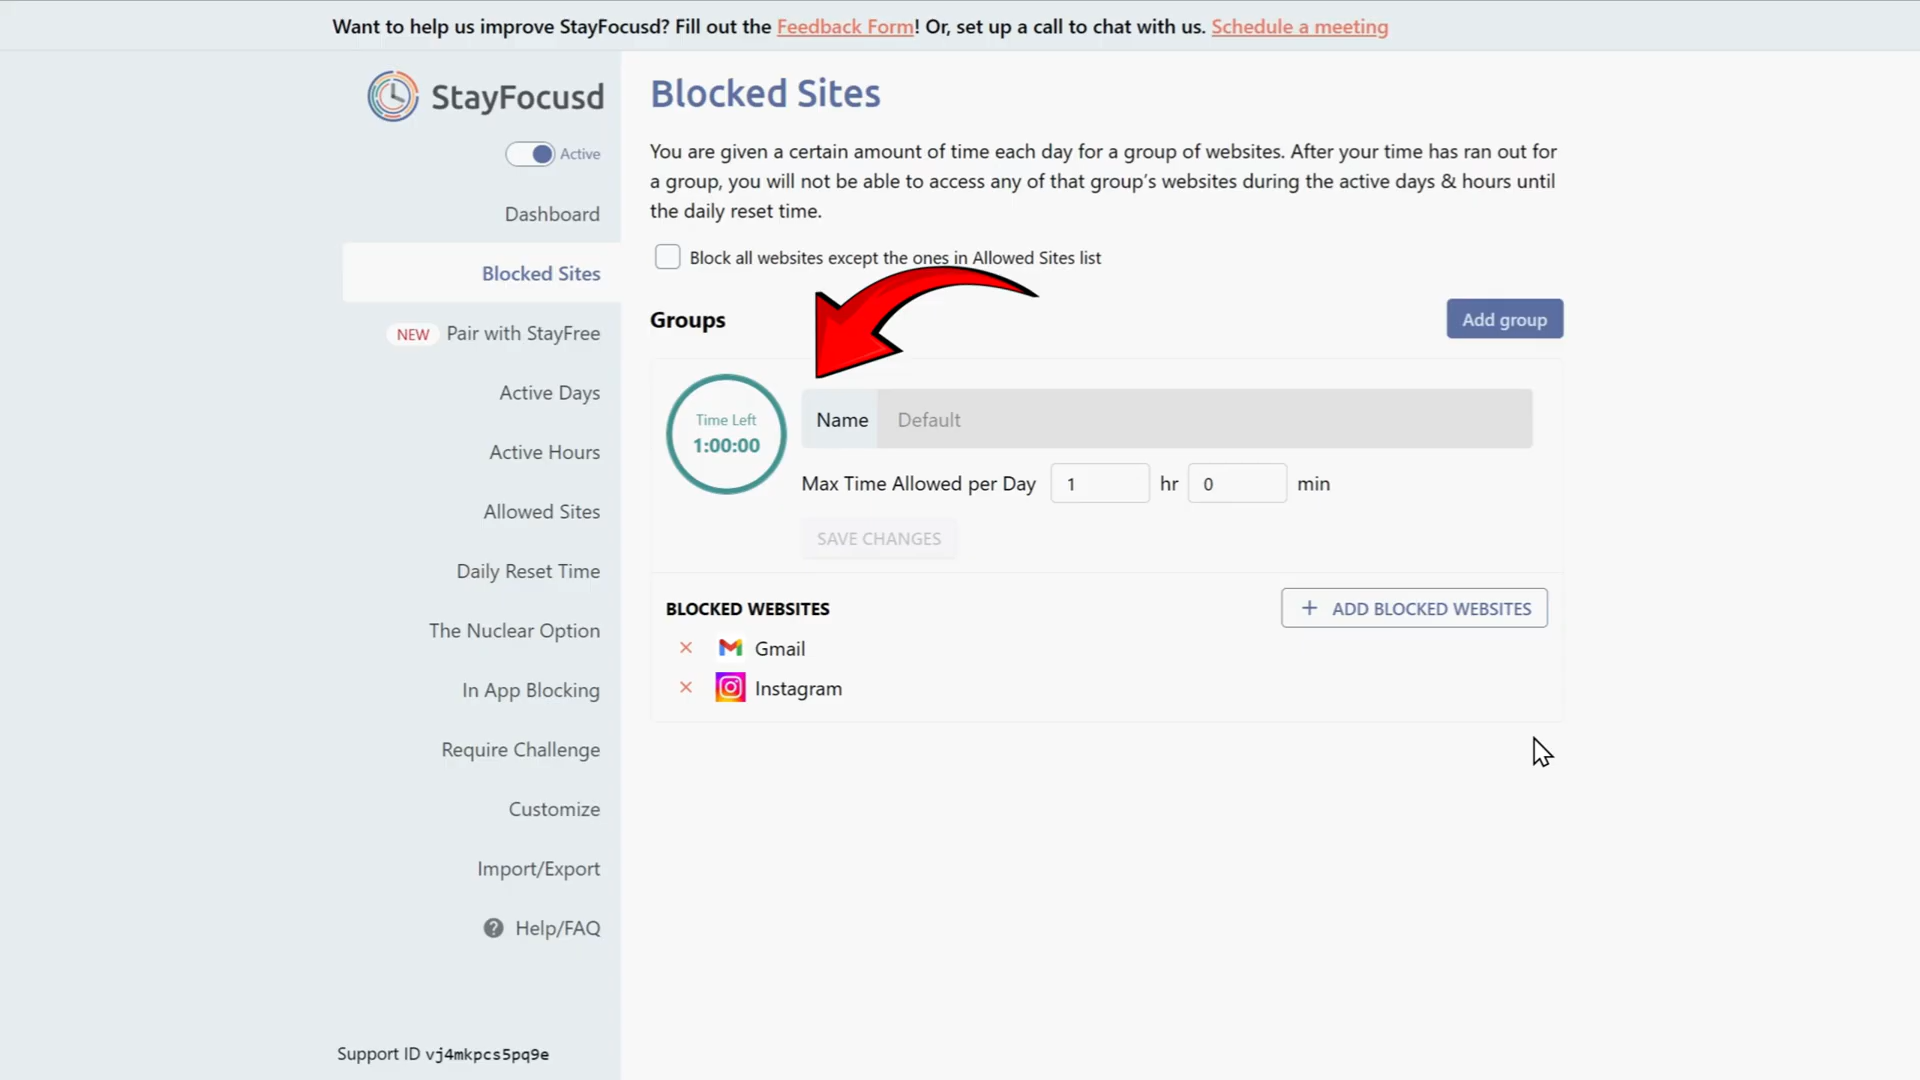 Want to help us improve StayFocusd? Fill out the Feedback Form! Or, set up a call to chat with us. Schedule a meeting
StayFocusd
Active
Dashboard
Blocked Sites
NEW Pair with StayFree
Active Days
Active Hours
Allowed Sites
Daily Reset Time
The Nuclear Option
In App Blocking
Require Challenge
Customize
Import/Export
? Help/FAQ
Support ID vj4mkpcs5pq9e
Blocked Sites
You are given a certain amount of time each day for a group of websites. After your time has ran out for
a group, you will not be able to access any of that group's websites during the active days & hours until
the daily reset time.
Block all websites except the ones in Allowed Sites list
Groups
Add group
Time Left
1:00:00
Name Default
Max Time Allowed per Day 1 hr 0 min
SAVE CHANGES
BLOCKED WEBSITES
+ ADD BLOCKED WEBSITES
Gmail
Instagram